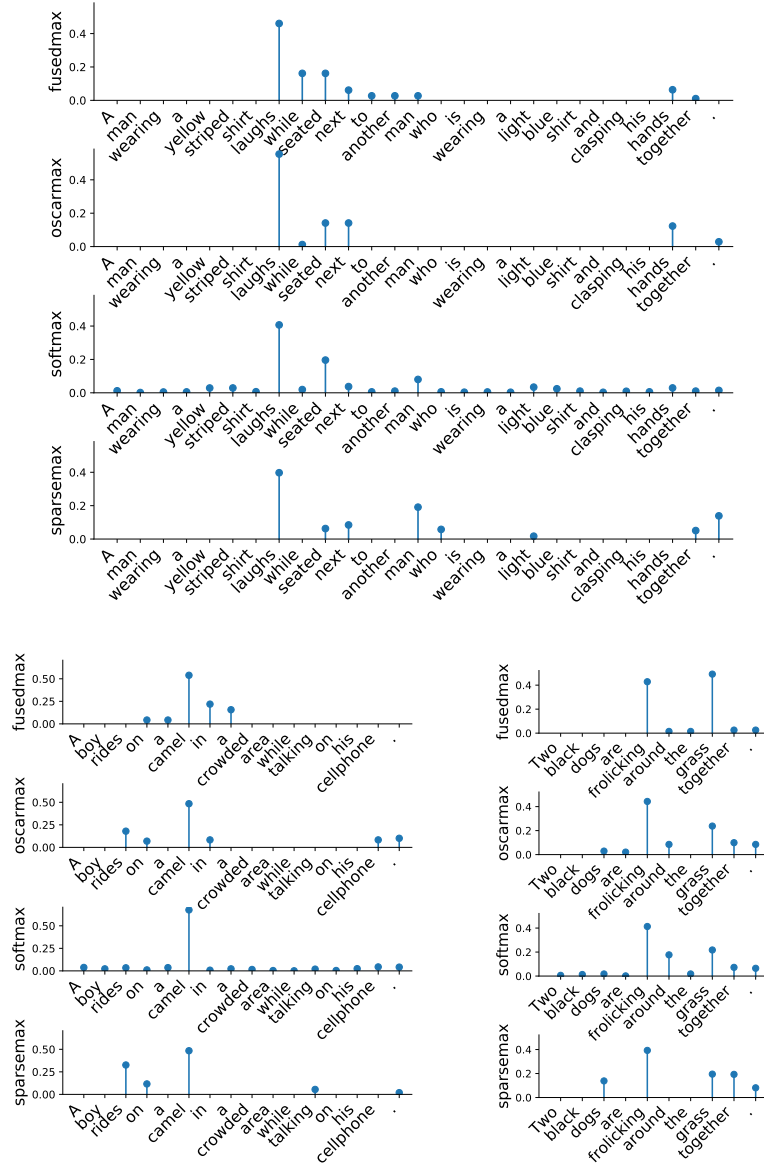 fusedmax
0.4
0.2
0.0
A man wearing a yellow striped shirt laughs while seated next to another man who is wearing a light blue shirt and clasping his hands together .
oscarmax
0.4
0.2
0.0
A man wearing a yellow striped shirt laughs while seated next to another man who is wearing a light blue shirt and clasping his hands together .
softmax
0.4
0.2
0.0
A man wearing a yellow striped shirt laughs while seated next to another man who is wearing a light blue shirt and clasping his hands together .
sparsemax
0.4
0.2
0.0
A man wearing a yellow striped shirt laughs while seated next to another man who is wearing a light blue shirt and clasping his hands together .
fusedmax
0.50
0.25
0.00
A boy rides on a camel in a crowded area while talking on his cellphone .
oscarmax
0.50
0.25
0.00
A boy rides on a camel in a crowded area while talking on his cellphone .
softmax
0.50
0.25
0.00
A boy rides on a camel in a crowded area while talking on his cellphone .
sparsemax
0.50
0.25
0.00
A boy rides on a camel in a crowded area while talking on his cellphone .
fusedmax
0.4
0.2
0.0
Two black dogs are frolicking around the grass together .
oscarmax
0.4
0.2
0.0
Two black dogs are frolicking around the grass together .
softmax
0.4
0.2
0.0
Two black dogs are frolicking around the grass together .
sparsemax
0.4
0.2
0.0
Two black dogs are frolicking around the grass together .